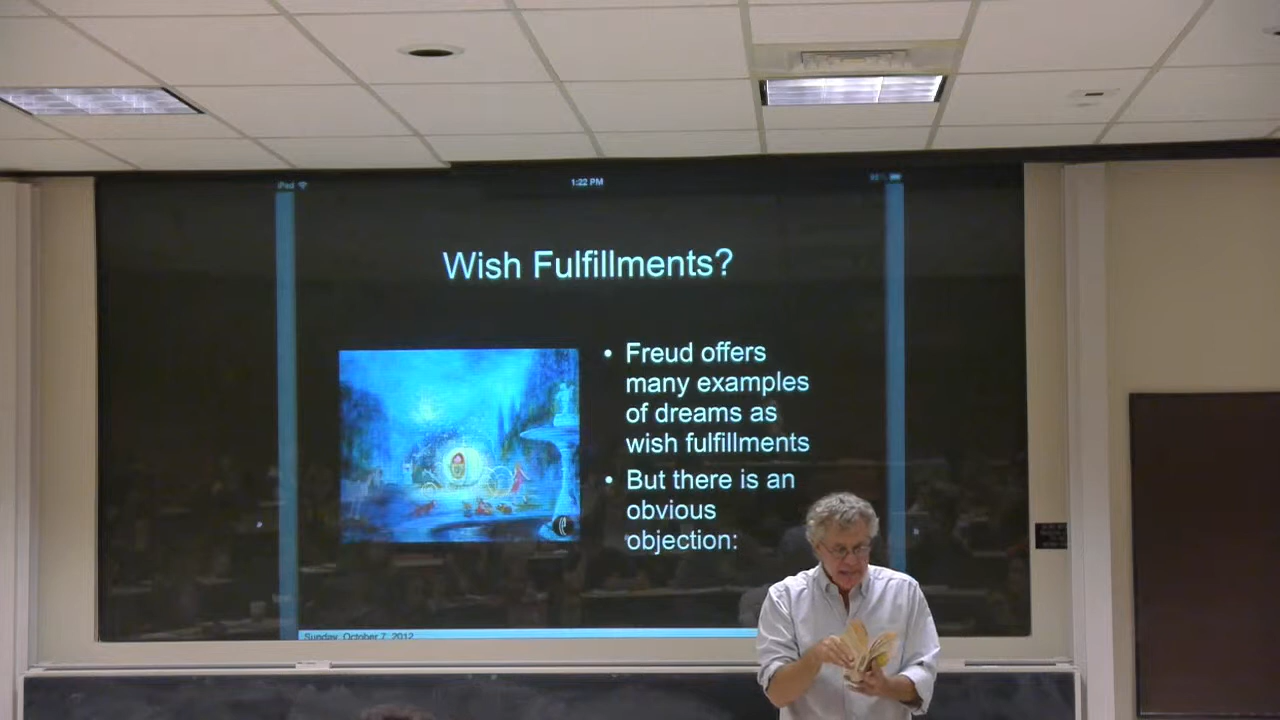 iPad
1:22 PM
Wish Fulfillments?
• Freud offers
many examples
of dreams as
wish fulfillments
• But there is an
obvious
objection:
Sunday, October 7, 2012